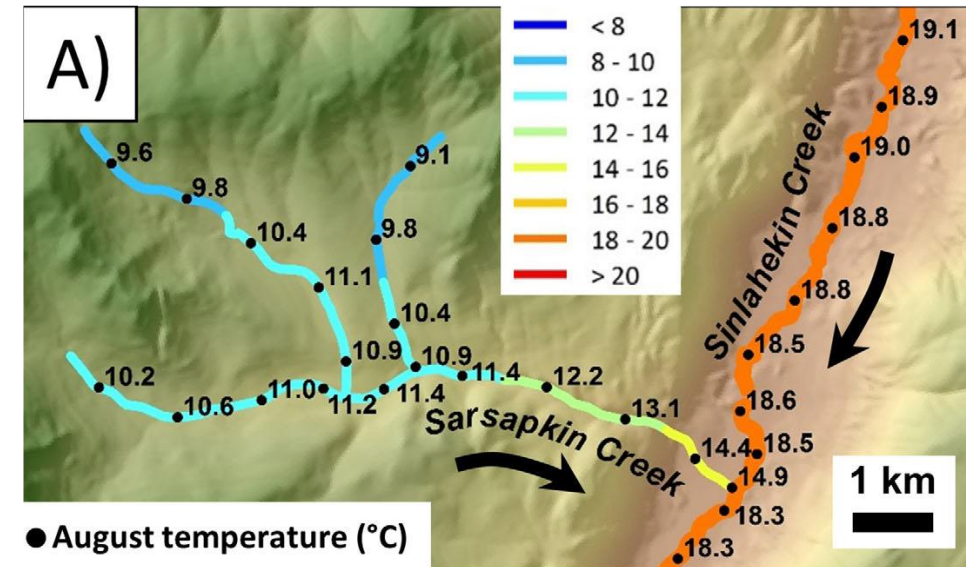 A)
< 8
8 - 10
10 - 12
12 - 14
14 - 16
16 - 18
18 - 20
> 20
19.1
18.9
19.0
18.8
18.8
18.5
18.6
18.5
14.9
18.3
18.3
Sinlahekin Creek
9.6
9.8
10.4
11.1
10.9
9.1
9.8
10.4
10.9
10.2
10.6
11.0
11.2
11.4
11.4
12.2
13.1
14.4
Sarsapkin Creek
1 km
August temperature (°C)